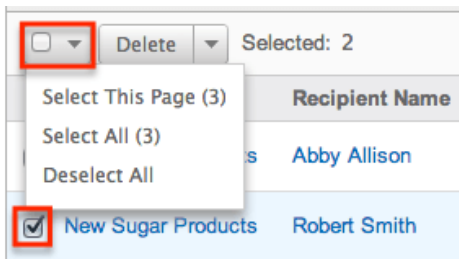 Delete Selected: 2
Select This Page (3)
Recipient Name
Select All (3)
s Abby Allison
Deselect All
New Sugar Products Robert Smith